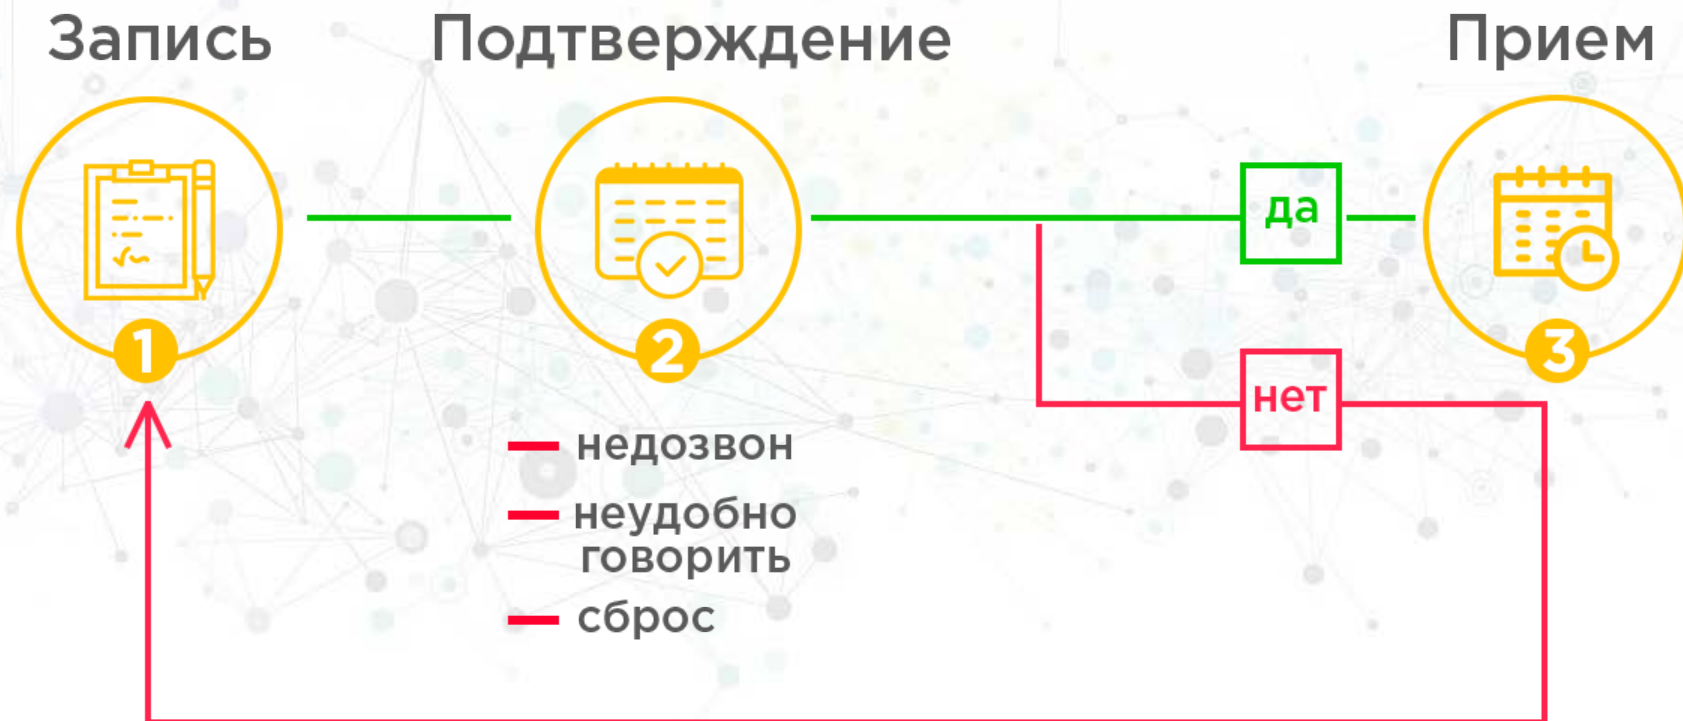 Запись
Подтверждение
Прием
1
2
3
да
нет
— недозвон
— неудобно
говорить
— сброс